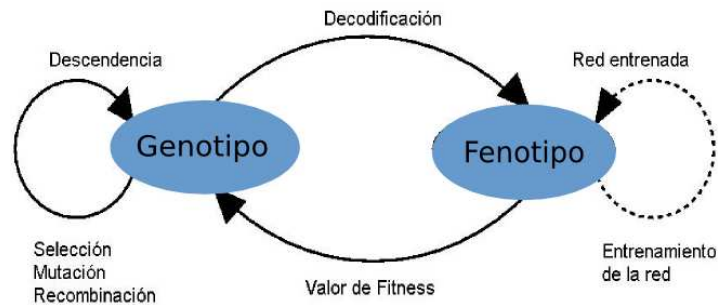 Decodificación
Descendencia
Red entrenada
Genotipo
Fenotipo
Selección
Mutación
Recombinación
Valor de Fitness
Entrenamiento
de la red